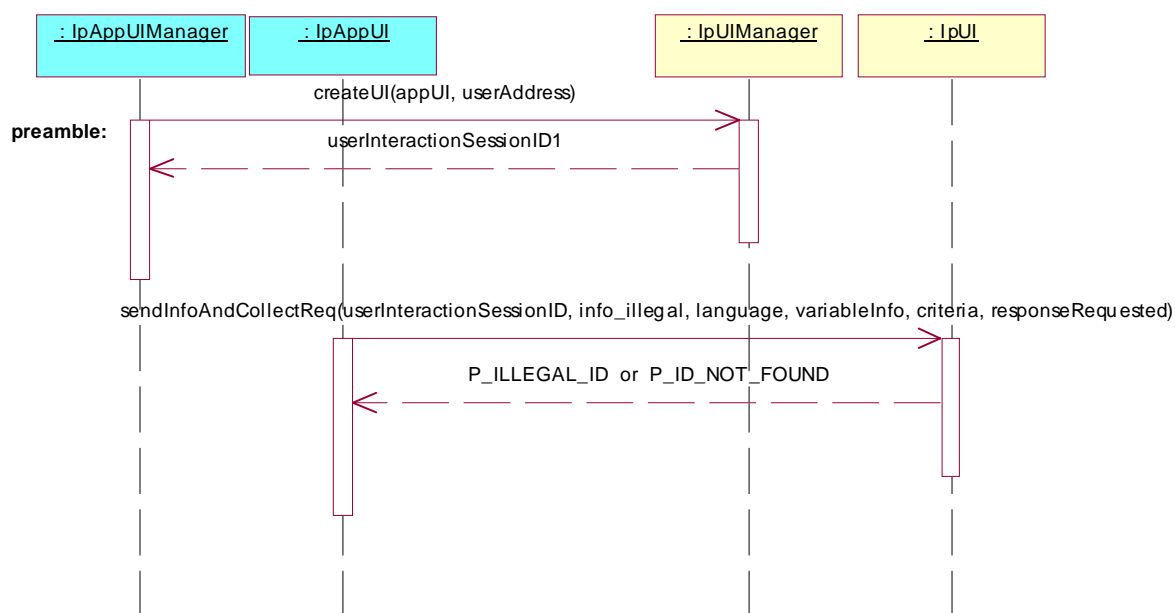 : IpAppUIManager
: IpAppUI
: IpUIManager
: IpUI
createUI(appUI, userAddress)
preamble:
userInteractionSessionID1
sendInfoAndCollectReq(userInteractionSessionID, info_illegal, language, variableInfo, criteria, responseRequested)
P_ILLEGAL_ID or P_ID_NOT_FOUND